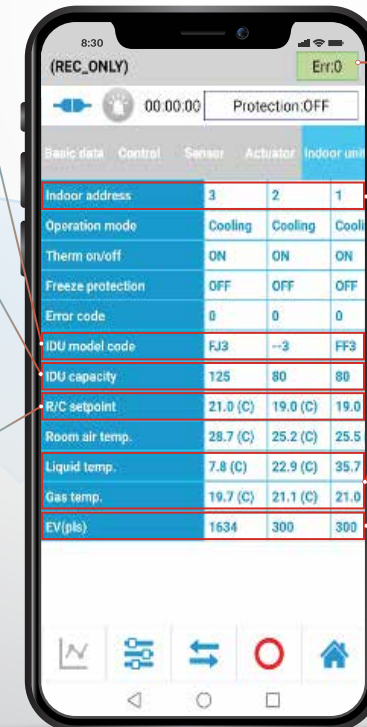 8:30
(REC_ONLY) Err:0
00:00:00 Protection:OFF
Basic data Control Sensor Actuator Indoor unit
Indoor address 3 2 1
Operation mode Cooling Cooling Cooli
Therm on/off ON ON ON
Freeze protection OFF OFF OFF
Error code 0 0 0
IDU model code FJ3 --3 FF3
IDU capacity 125 80 80
R/C setpoint 21.0 (C) 19.0 (C) 19.0
Room air temp. 28.7 (C) 25.2 (C) 25.5
Liquid temp. 7.8 (C) 22.9 (C) 35.7
Gas temp. 19.7 (C) 21.1 (C) 21.0
EV(pls) 1634 300 300